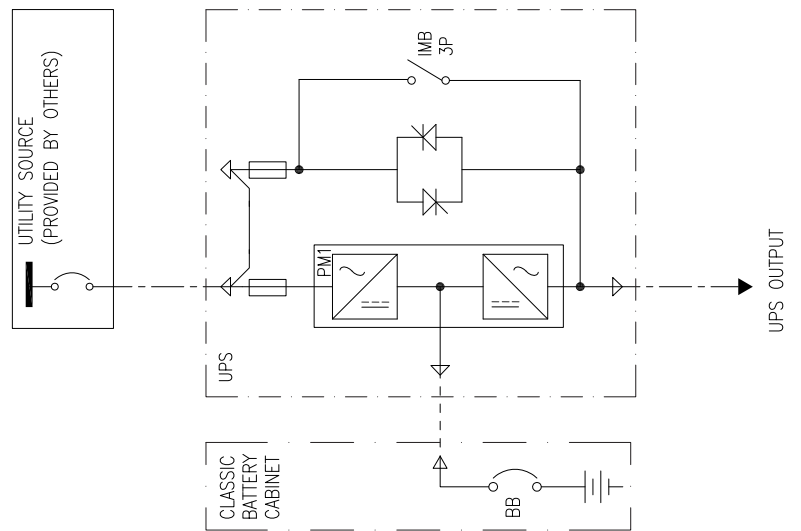 UTILITY SOURCE
(PROVIDED BY OTHERS)
IMB
3P
PM1
UPS
UPS OUTPUT
CLASSIC
BATTERY
CABINET
BB